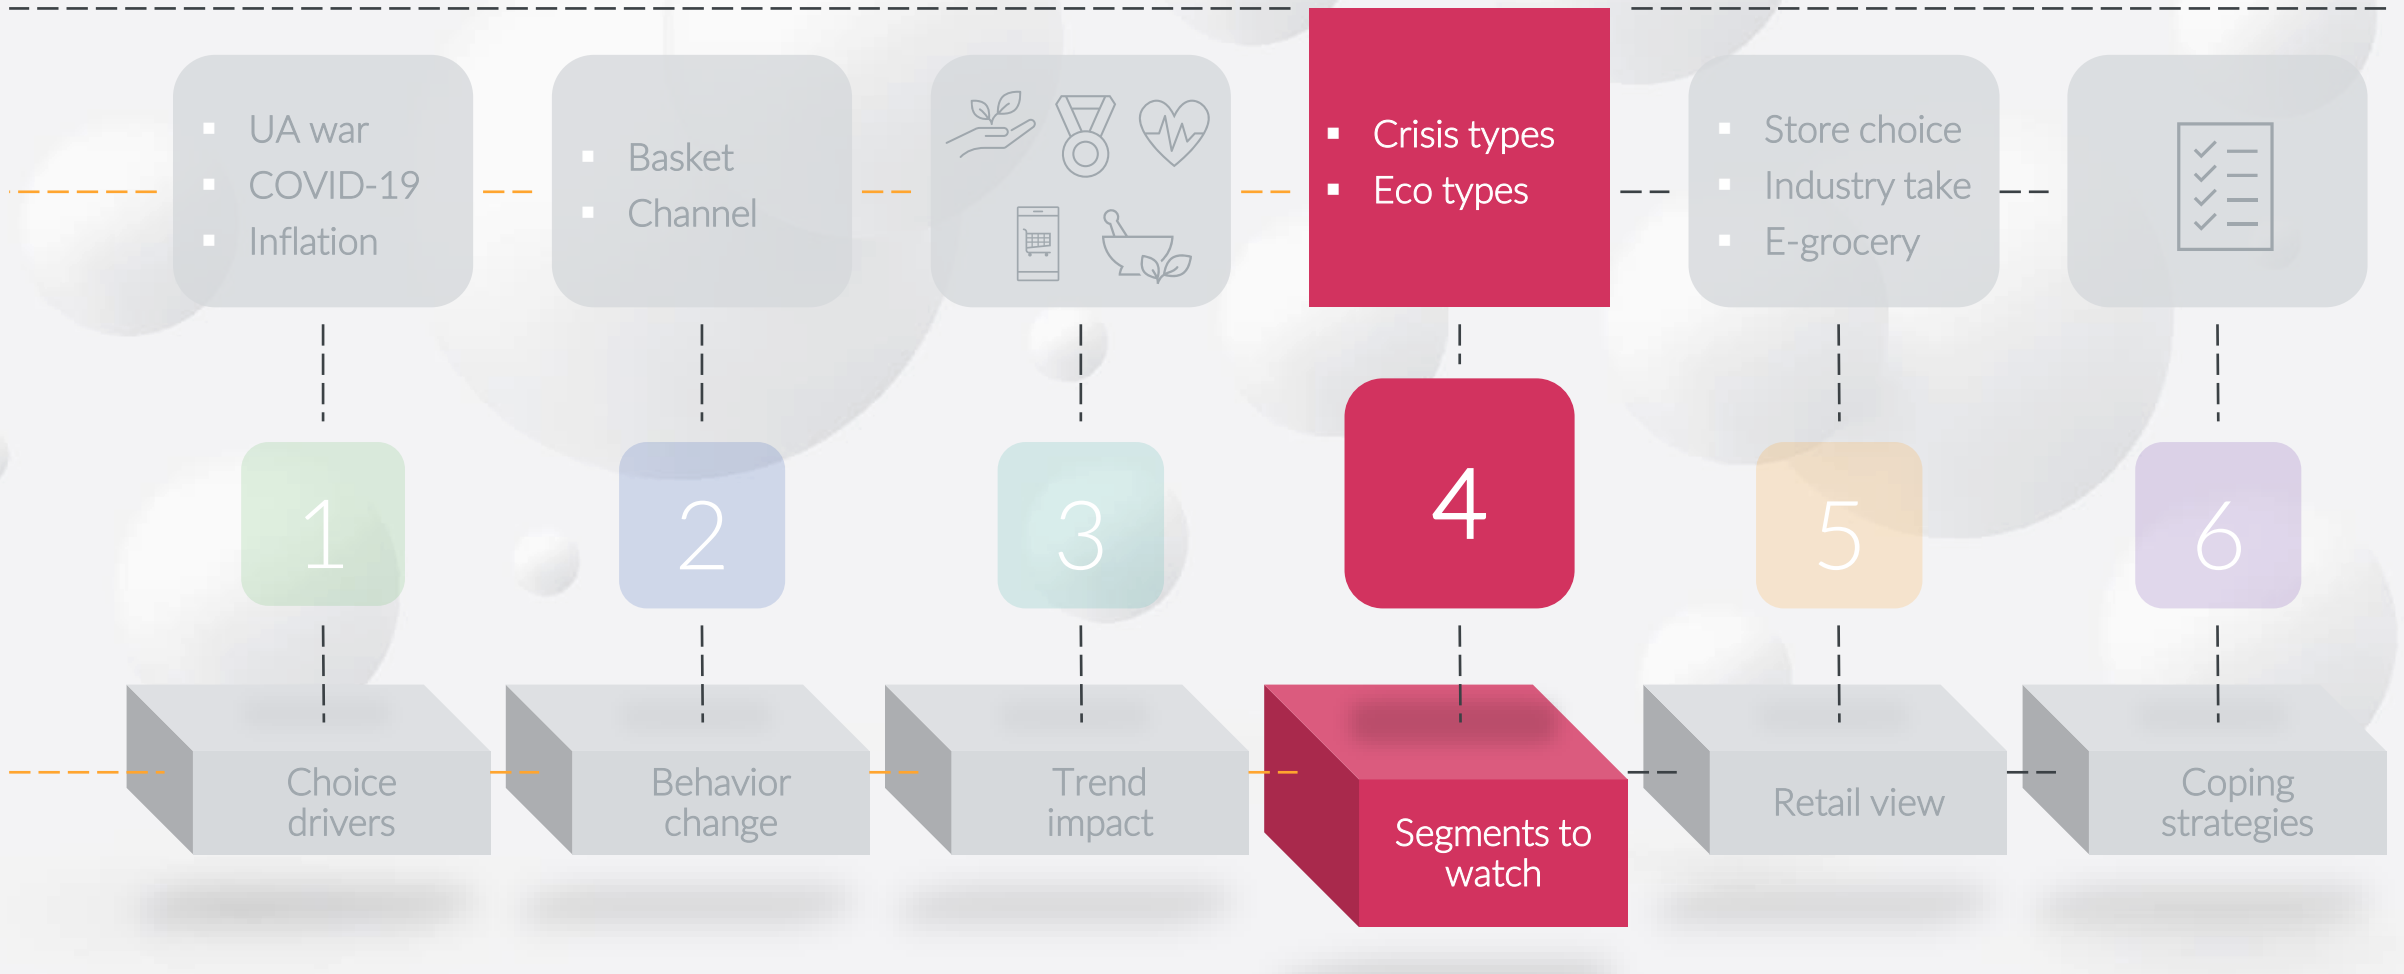 UA war
COVID-19
Inflation
Basket
Channel
Crisis types
Eco types
Store choice
Industry take
E-grocery
1
2
3
4
5
6
Choice
drivers
Behavior
change
Trend
impact
Segments to
watch
Retail view
Coping
strategies